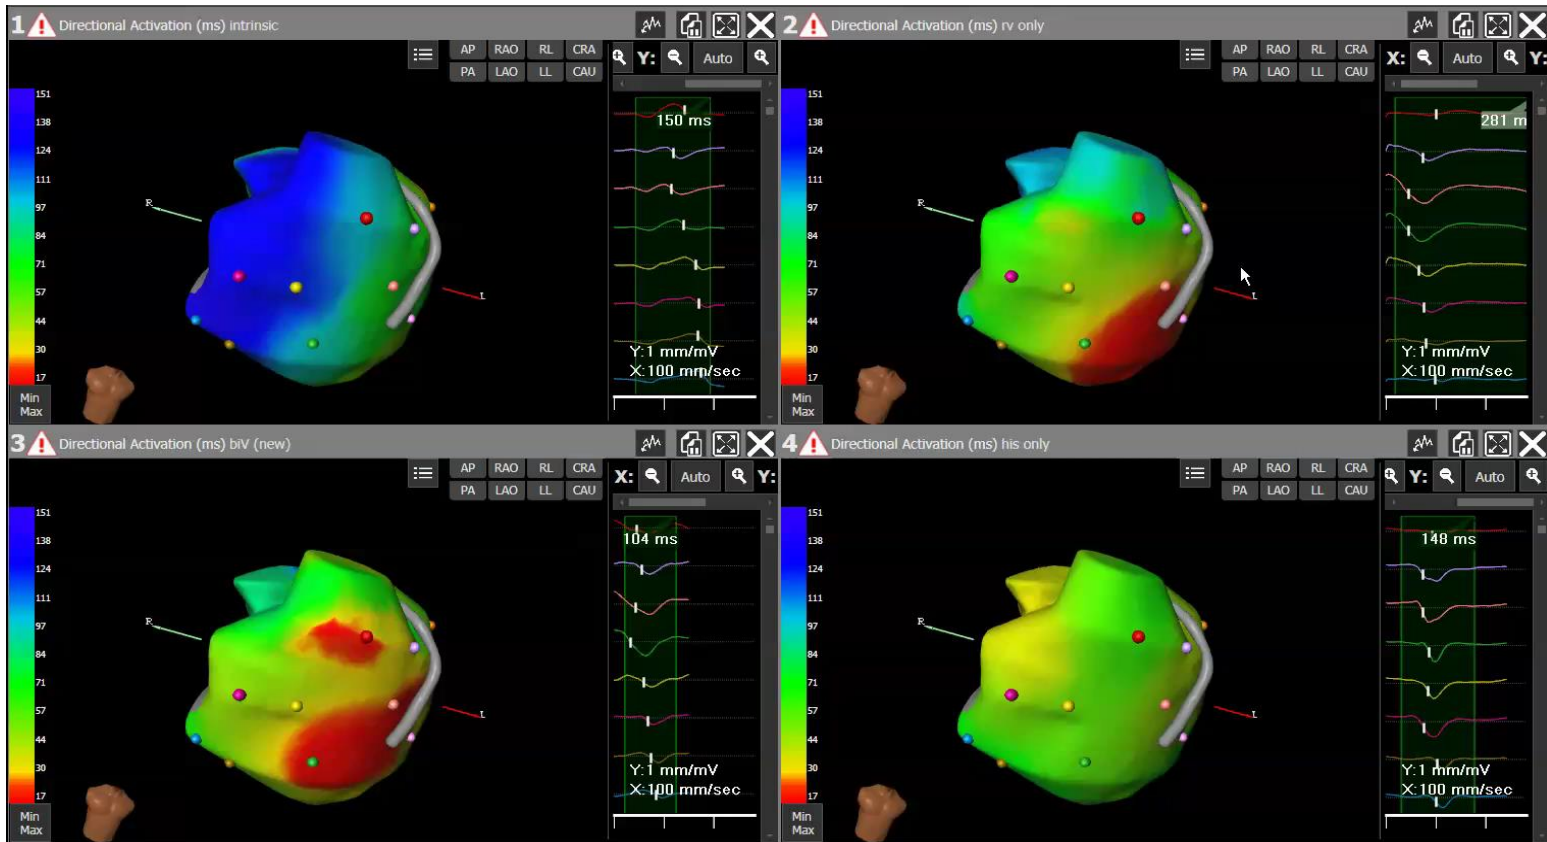 1 Directional Activation (ms) intrinsic
AP RAO RL CRA
PA LAO LL CAU
Y: Auto
151
138
124
111
97
84
71
57
44
30
17
Min
Max
R
L
150 ms
Y:1 mm/mV
X:100 mm/sec
2 Directional Activation (ms) rv only
AP RAO RL CRA
PA LAO LL CAU
X: Auto Y:
151
138
124
111
97
84
71
57
44
30
17
Min
Max
R
L
281 m
Y:1 mm/mV
X:100 mm/sec
3 Directional Activation (ms) biV (new)
AP RAO RL CRA
PA LAO LL CAU
X: Auto Y:
151
138
124
111
97
84
71
57
44
30
17
Min
Max
R
L
104 ms
Y:1 mm/mV
X:100 mm/sec
4 Directional Activation (ms) his only
AP RAO RL CRA
PA LAO LL CAU
Y: Auto
151
138
124
111
97
84
71
57
44
30
17
Min
Max
R
L
148 ms
Y:1 mm/mV
X:100 mm/sec